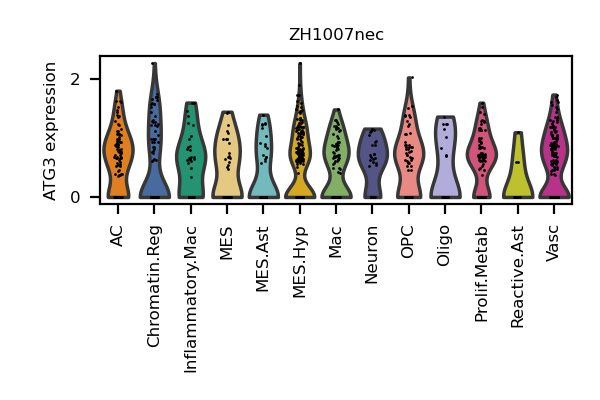 ZH1007nec
ATG3 expression
2
0
AC
Chromatin.Reg
Inflammatory.Mac
MES
MES.Ast
MES.Hyp
Mac
Neuron
OPC
Oligo
Prolif.Metab
Reactive.Ast
Vasc